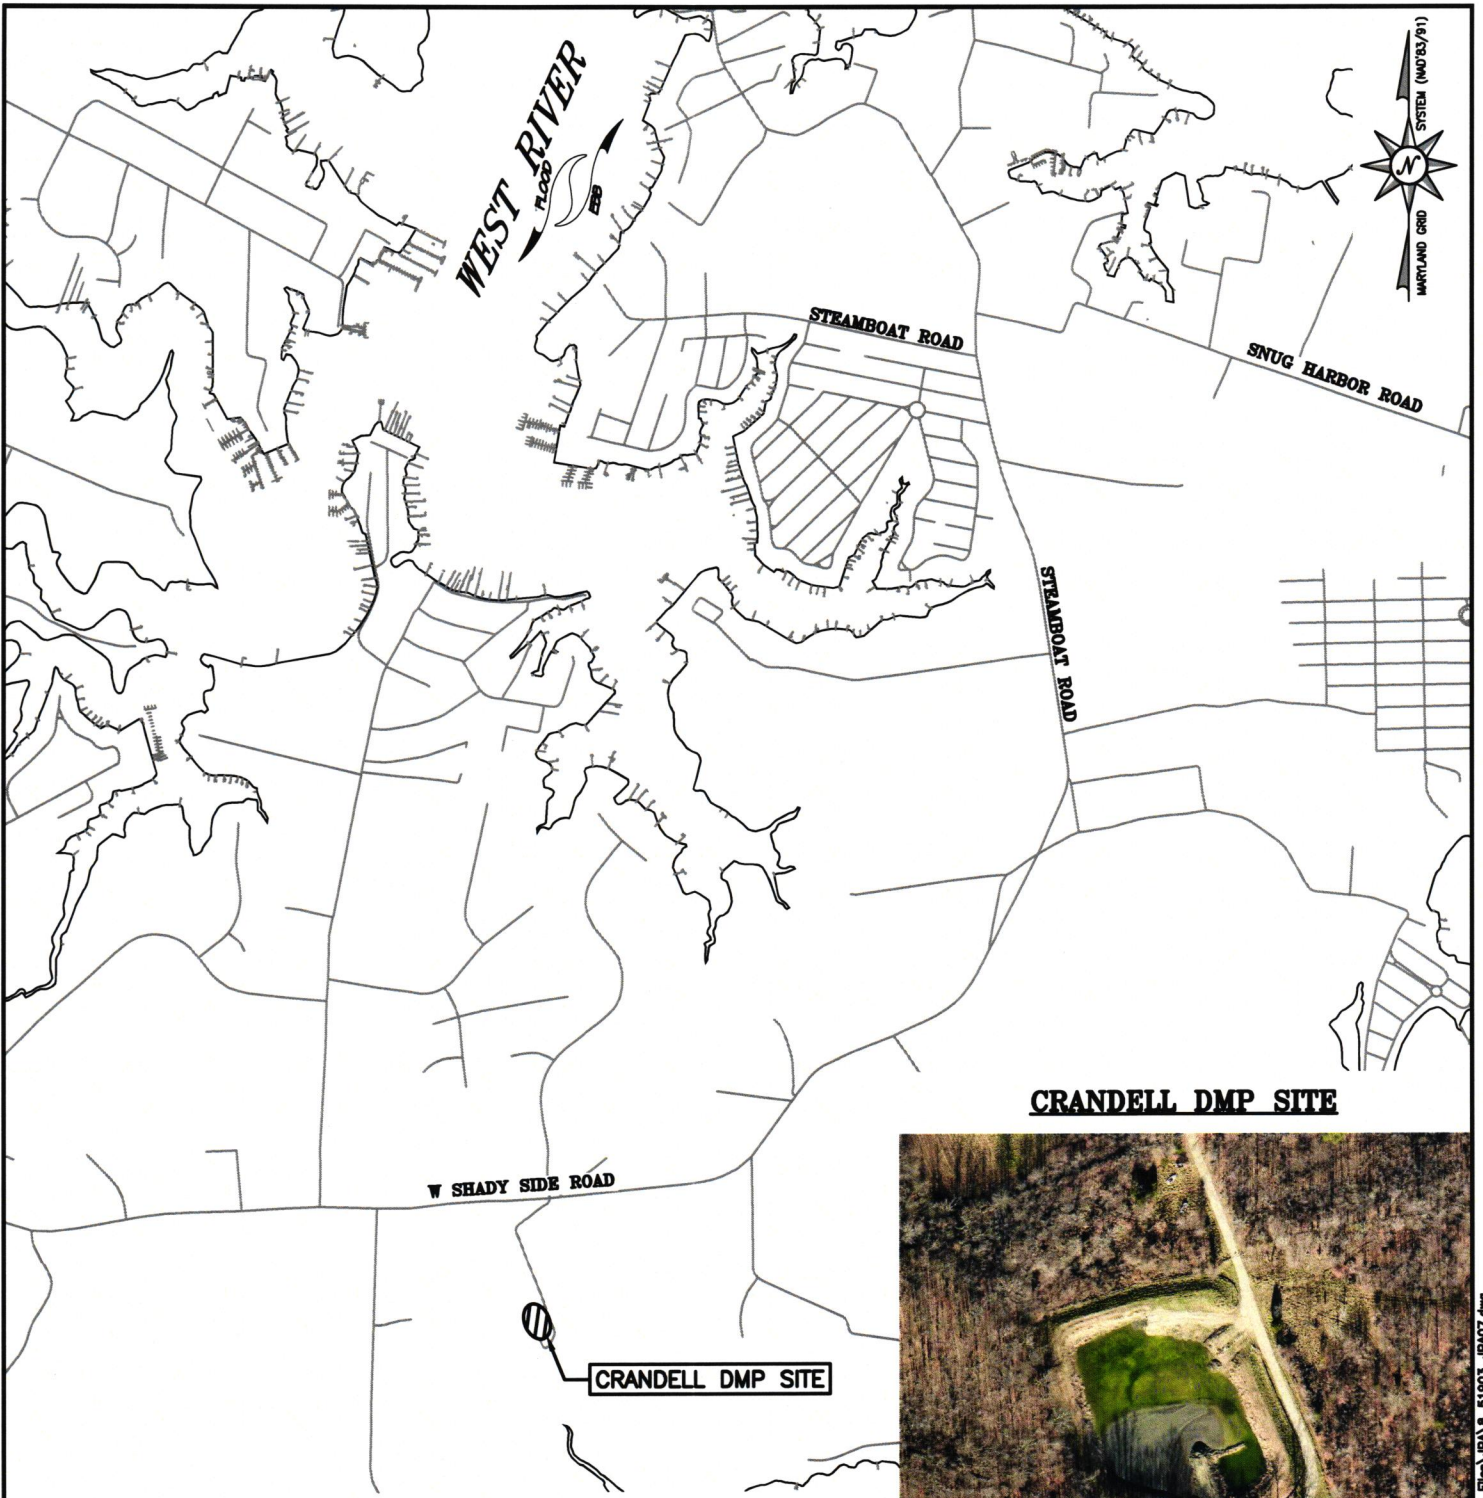 SYSTEM (NAD'83/91)
N
MARYLAND GRID
WEST RIVER
FLOOD
EBB
STEAMBOAT ROAD
SNUG HARBOR ROAD
STEAMBOAT ROAD
CRANDELL DMP SITE
W SHADY SIDE ROAD
CRANDELL DMP SITE